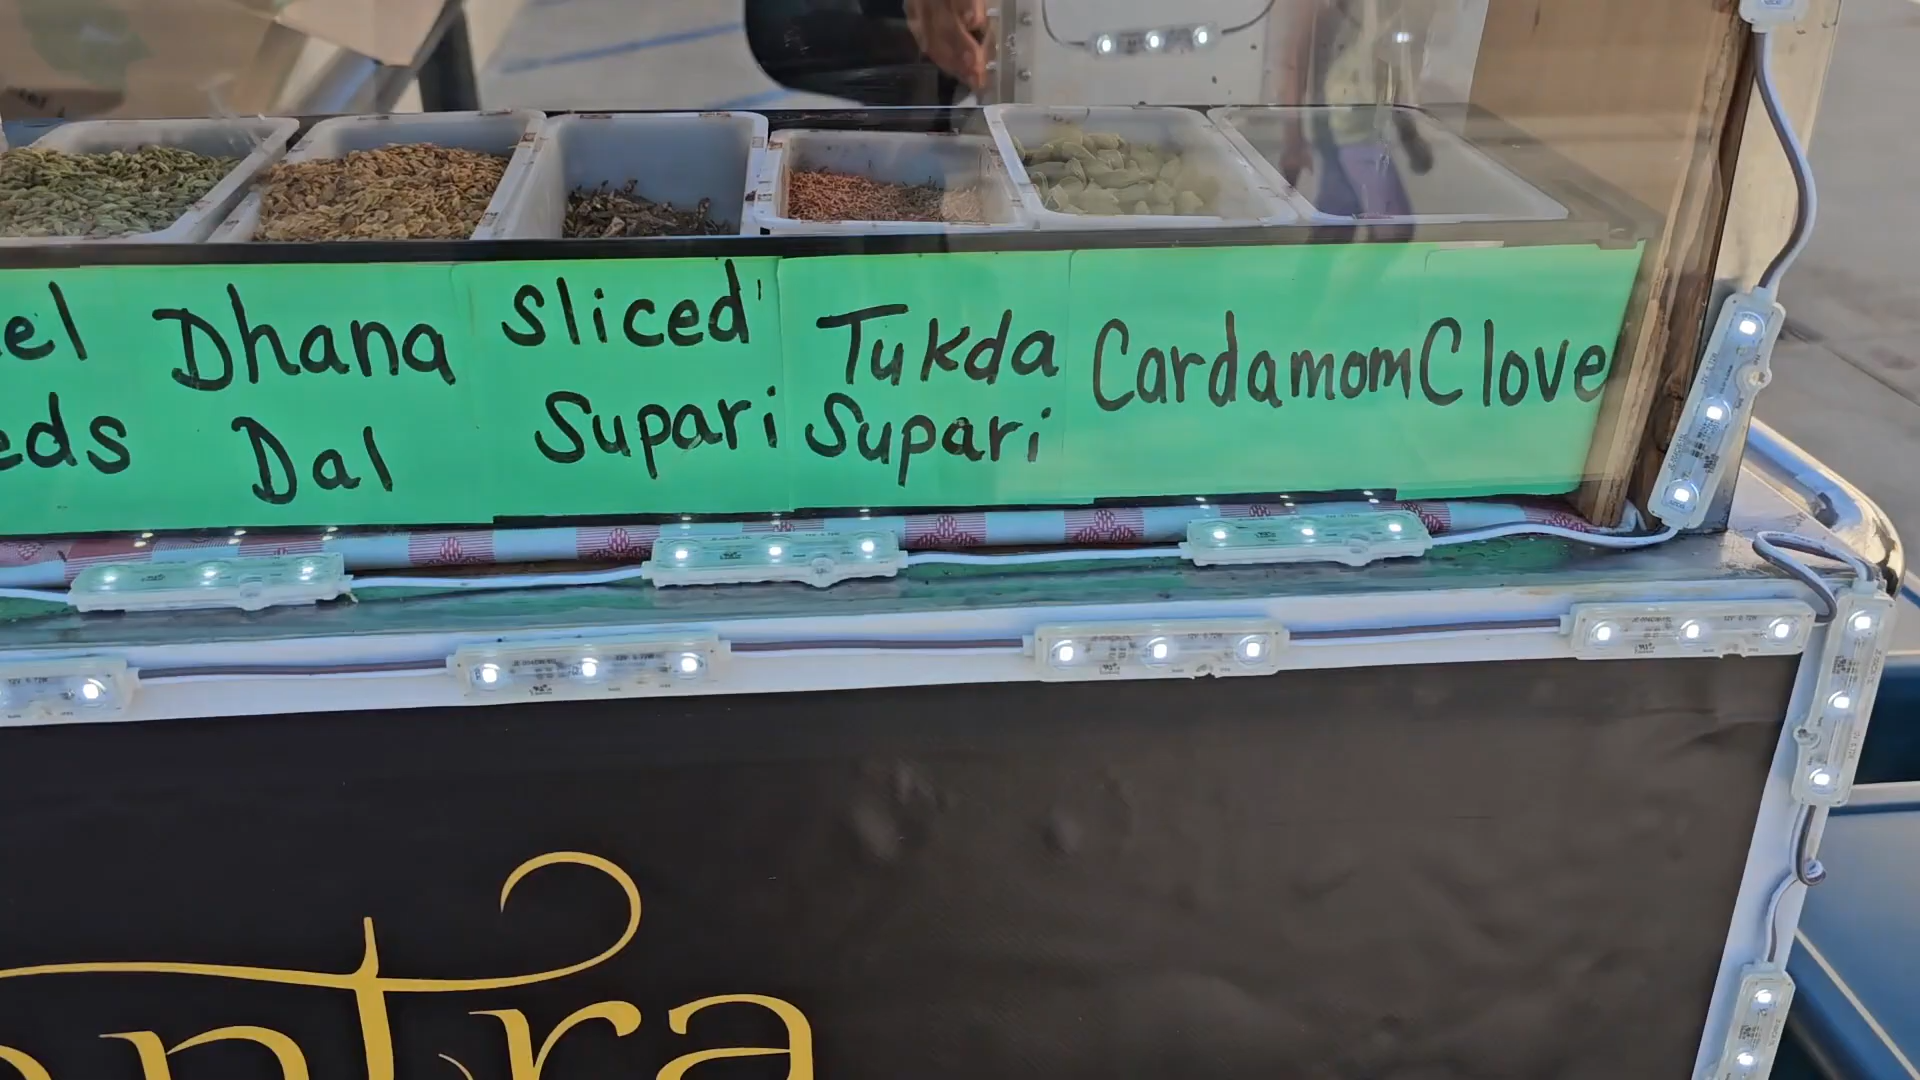 el
eds
Dhana
Dal
Sliced
Supari
Tukda
Supari
Cardamom
Clove
ntra